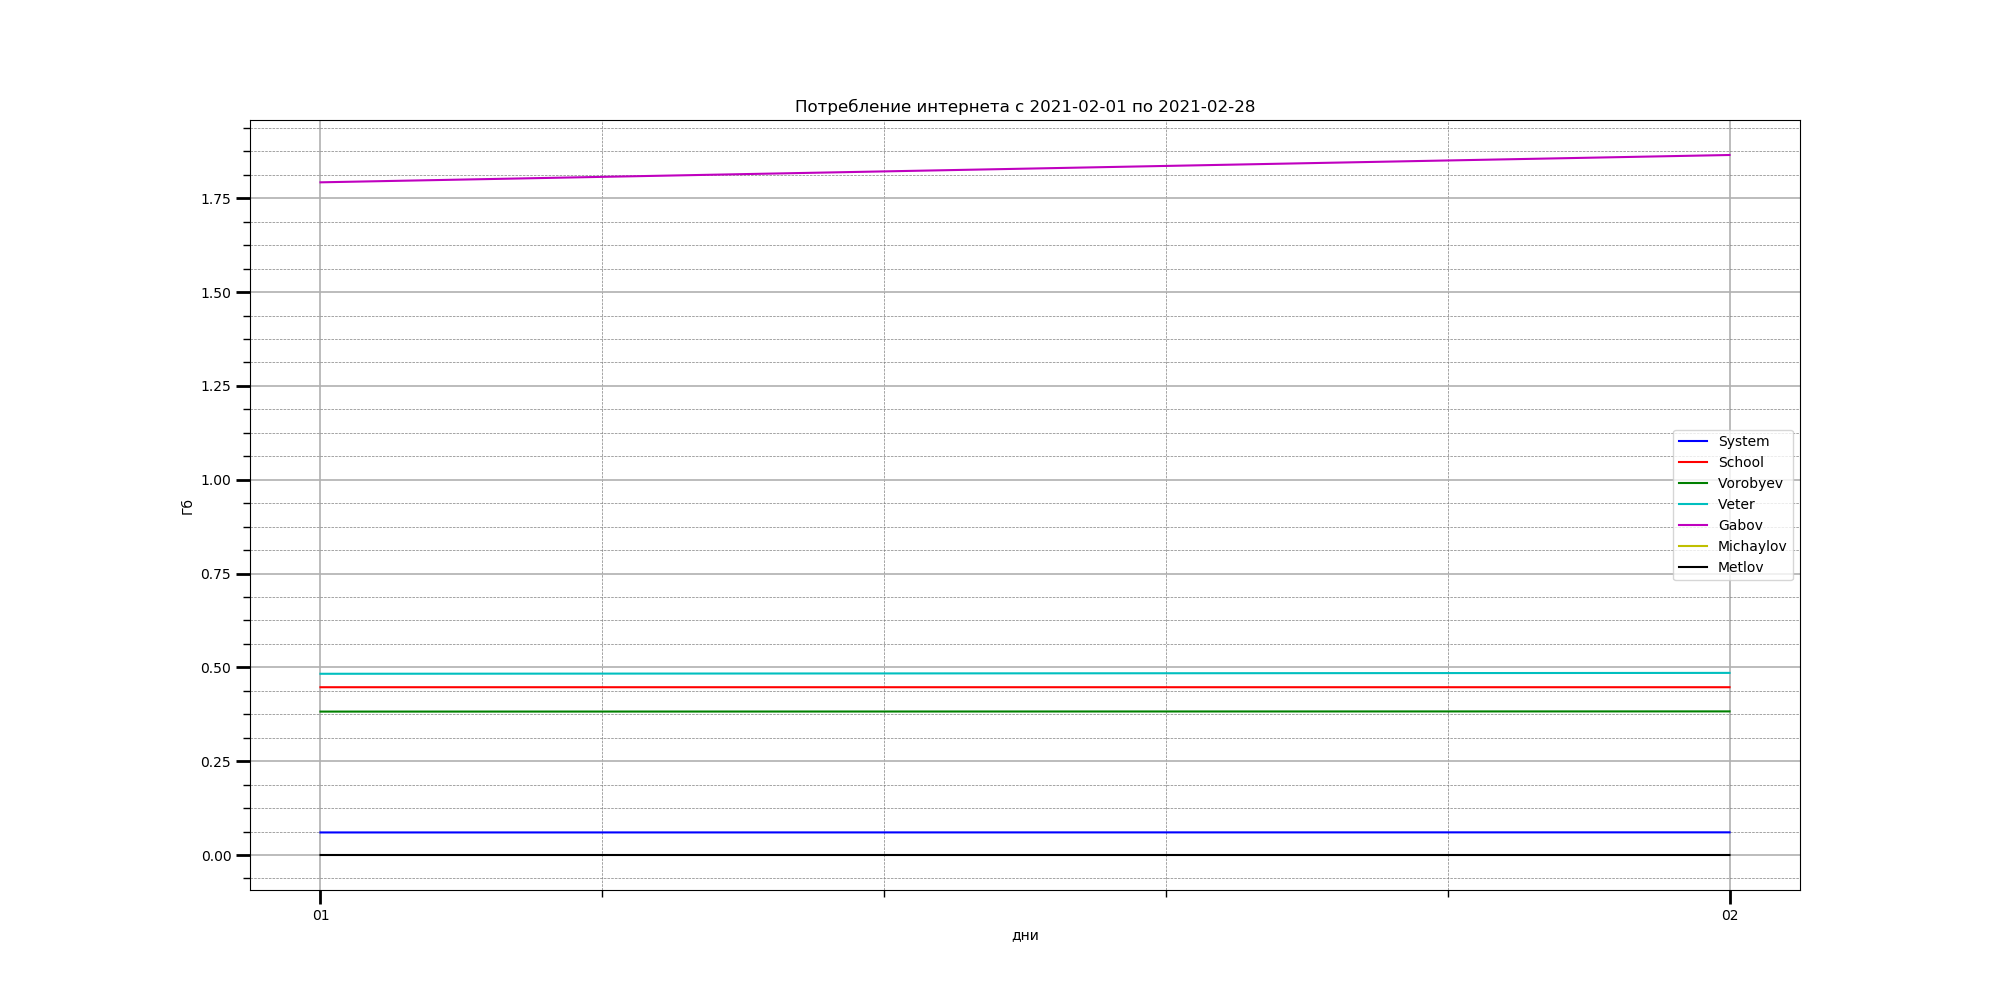 Потребление интернета с 2021-02-01 по 2021-02-28
1.75
1.50
1.25
1.00
0.75
0.50
0.25
0.00
Гб
System
School
Vorobyev
Veter
Gabov
Michaylov
Metlov
01
02
дни